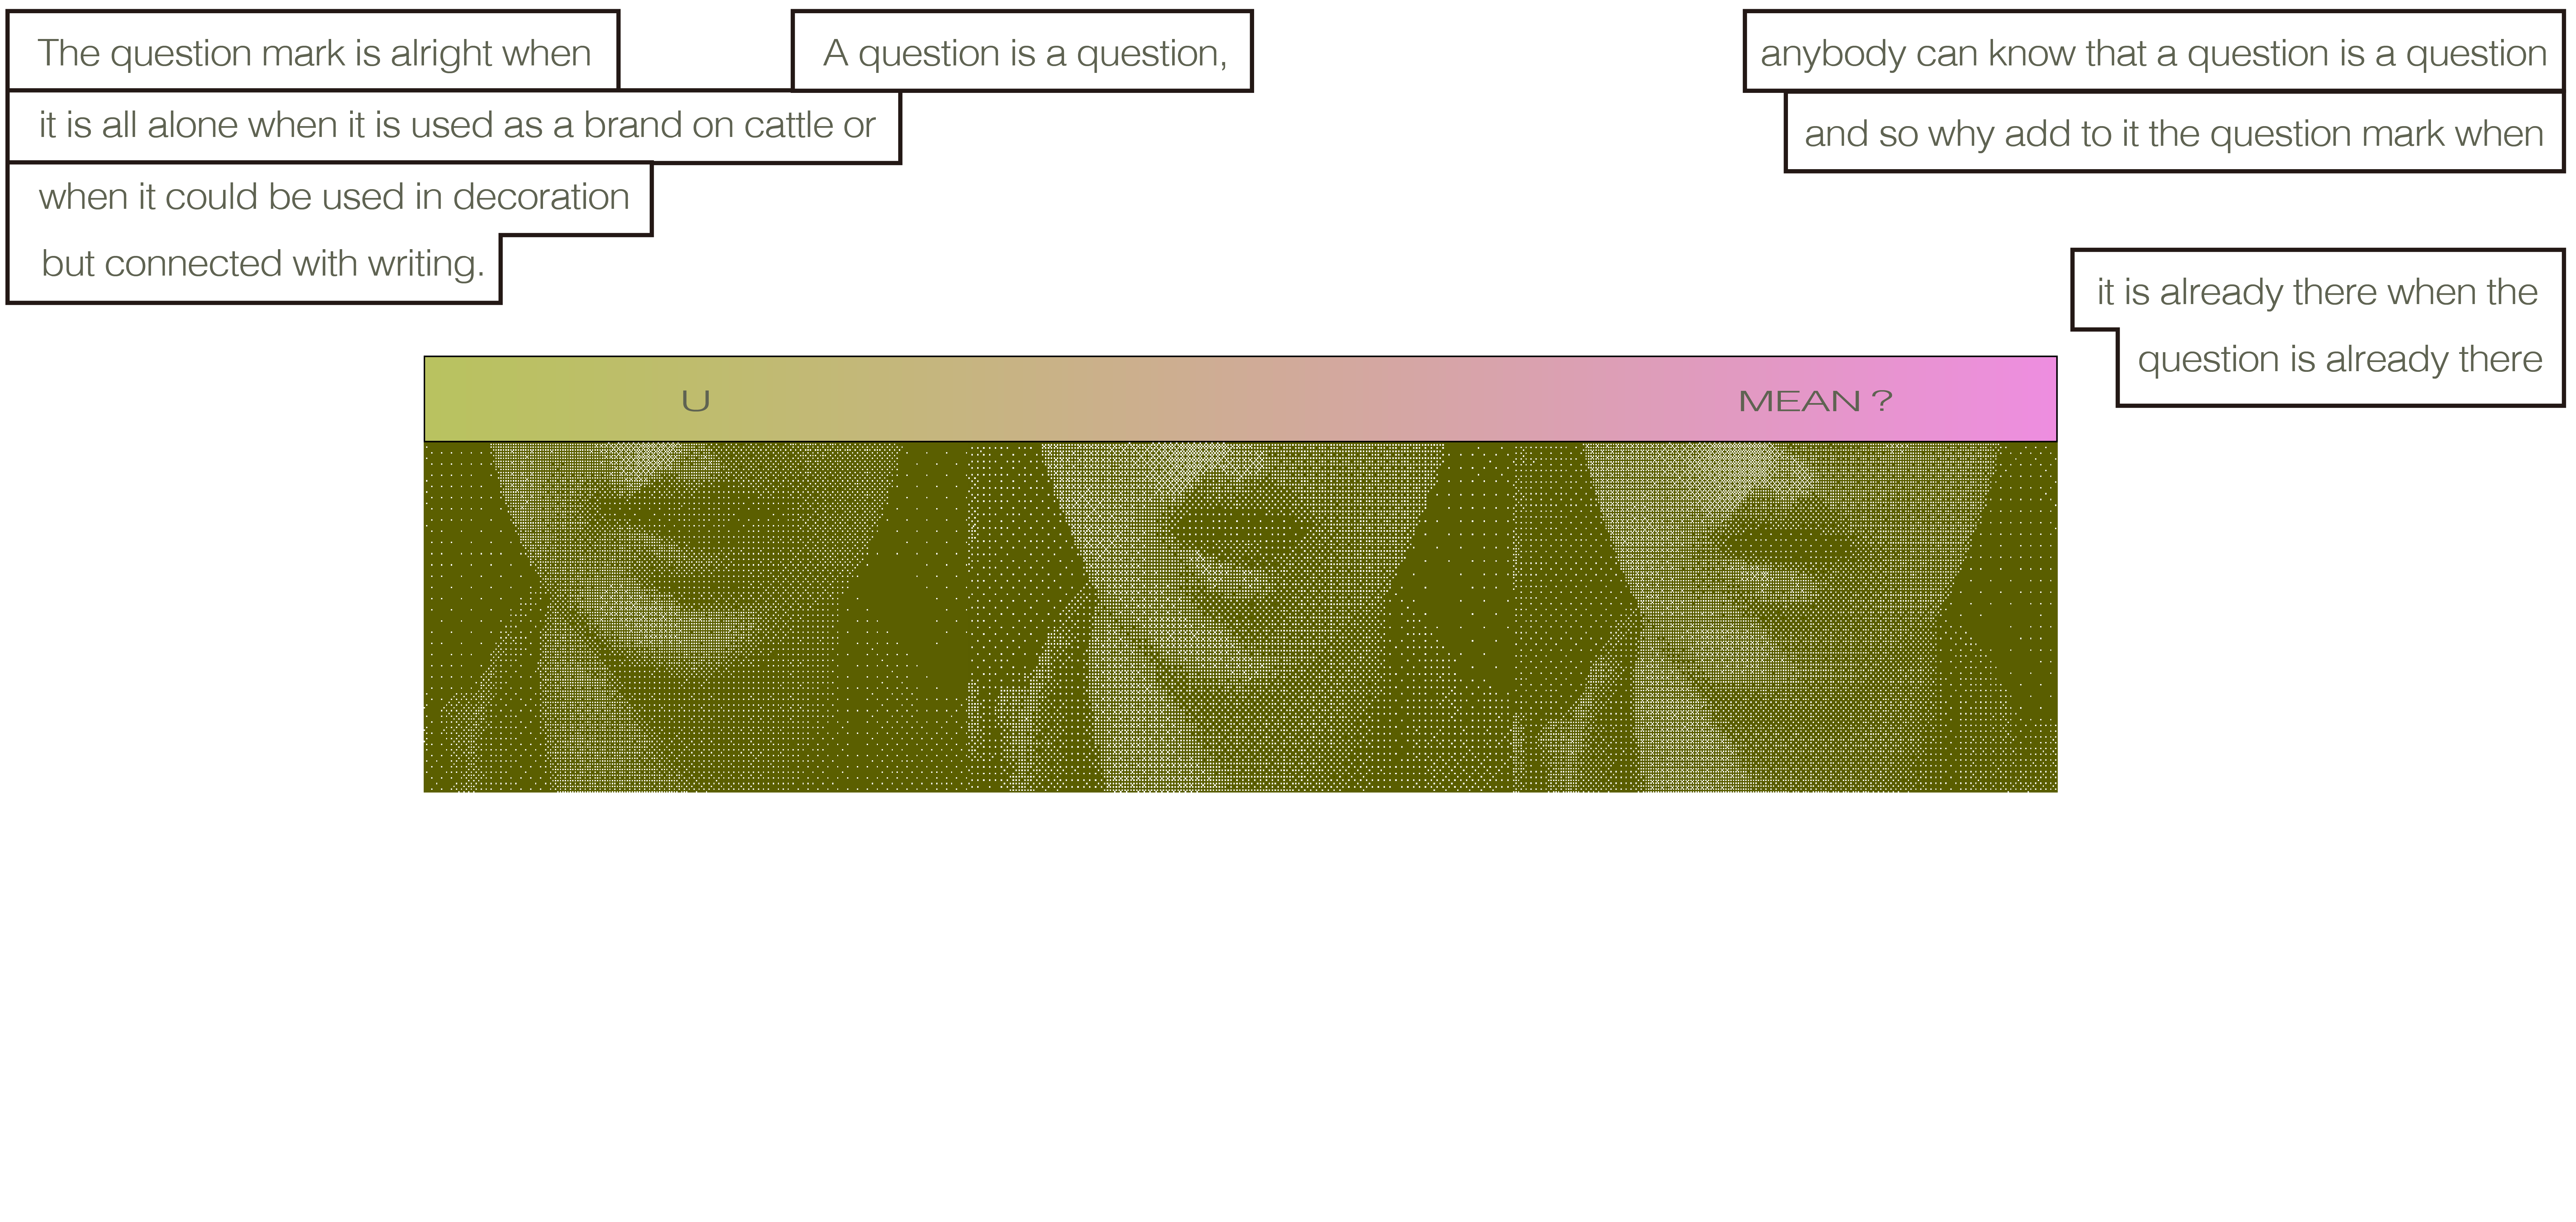 The question mark is alright when
it is all alone when it is used as a brand on cattle or
when it could be used in decoration
but connected with writing.
A question is a question,
anybody can know that a question is a question
and so why add to it the question mark when
it is already there when the
question is already there
U MEAN ?